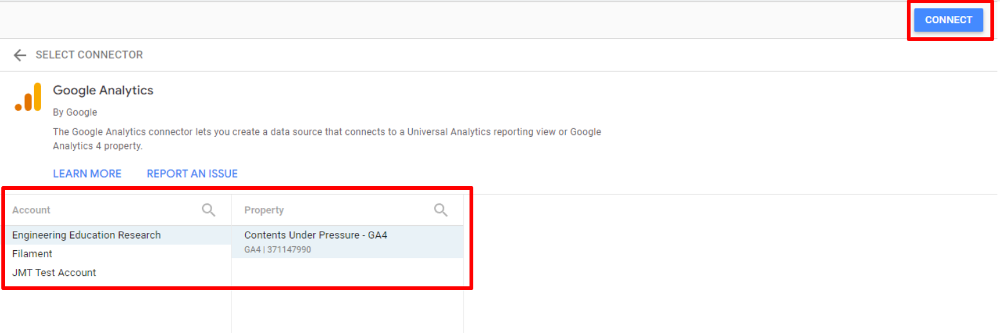 CONNECT
SELECT CONNECTOR
Google Analytics
By Google
The Google Analytics connector lets you create a data source that connects to a Universal Analytics reporting view or Google
Analytics 4 property.
LEARN MORE REPORT AN ISSUE
Account Property
Engineering Education Research Contents Under Pressure - GA4
GA4 | 371147990
Filament
JMT Test Account